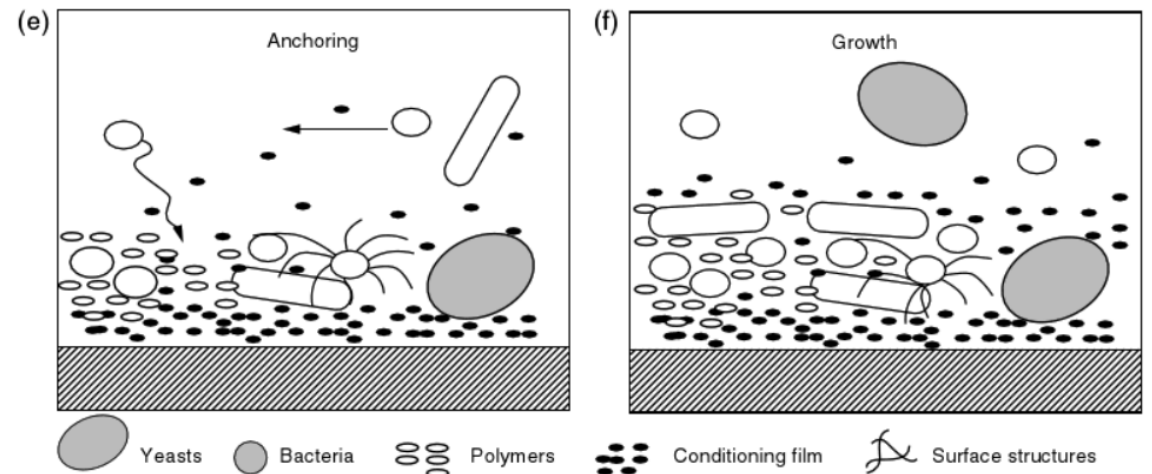 (e)
Anchoring
(f)
Growth
Yeasts Bacteria Polymers Conditioning film Surface structures